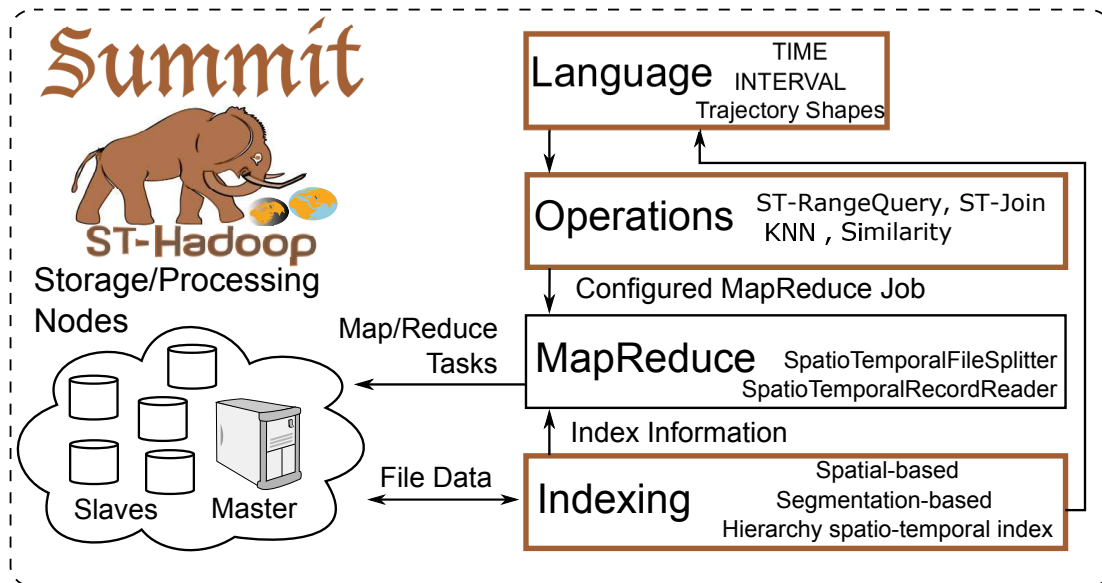 Summit
ST-Hadoop
Storage/Processing
Nodes
Slaves
Master
Map/Reduce
Tasks
File Data
Language
TIME
INTERVAL
Trajectory Shapes
Operations
ST-RangeQuery, ST-Join
KNN , Similarity
Configured MapReduce Job
MapReduce
SpatioTemporalFileSplitter
SpatioTemporalRecordReader
Index Information
Indexing
Spatial-based
Segmentation-based
Hierarchy spatio-temporal index